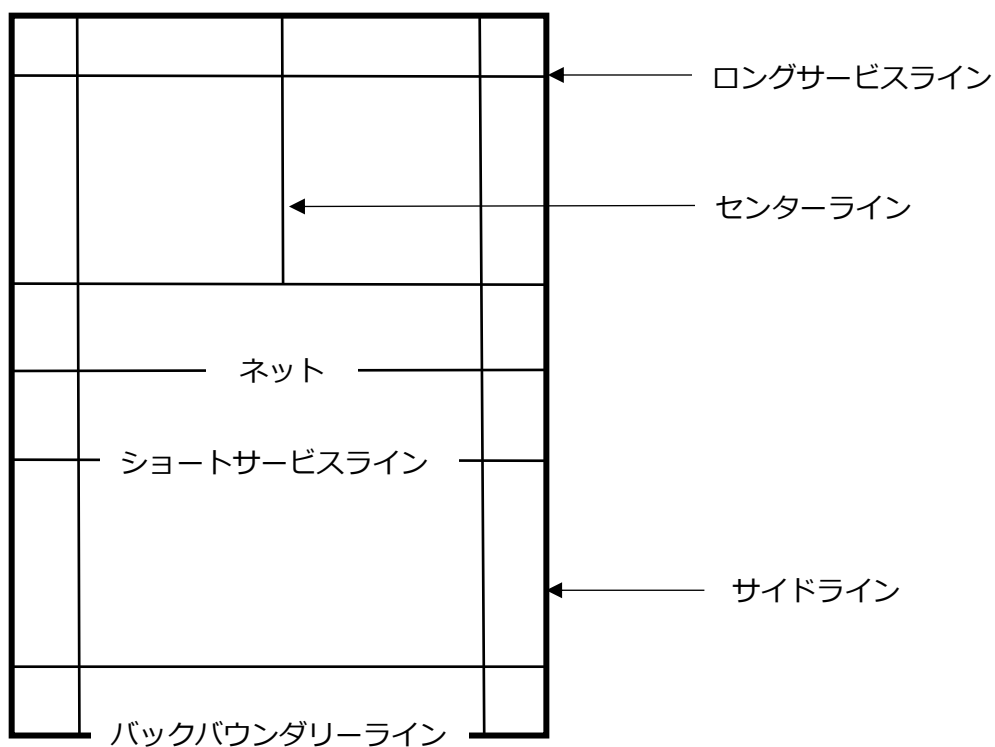 ロングサービスライン
センターライン
ネット
ショートサービスライン
サイドライン
バックバウンダリーライン